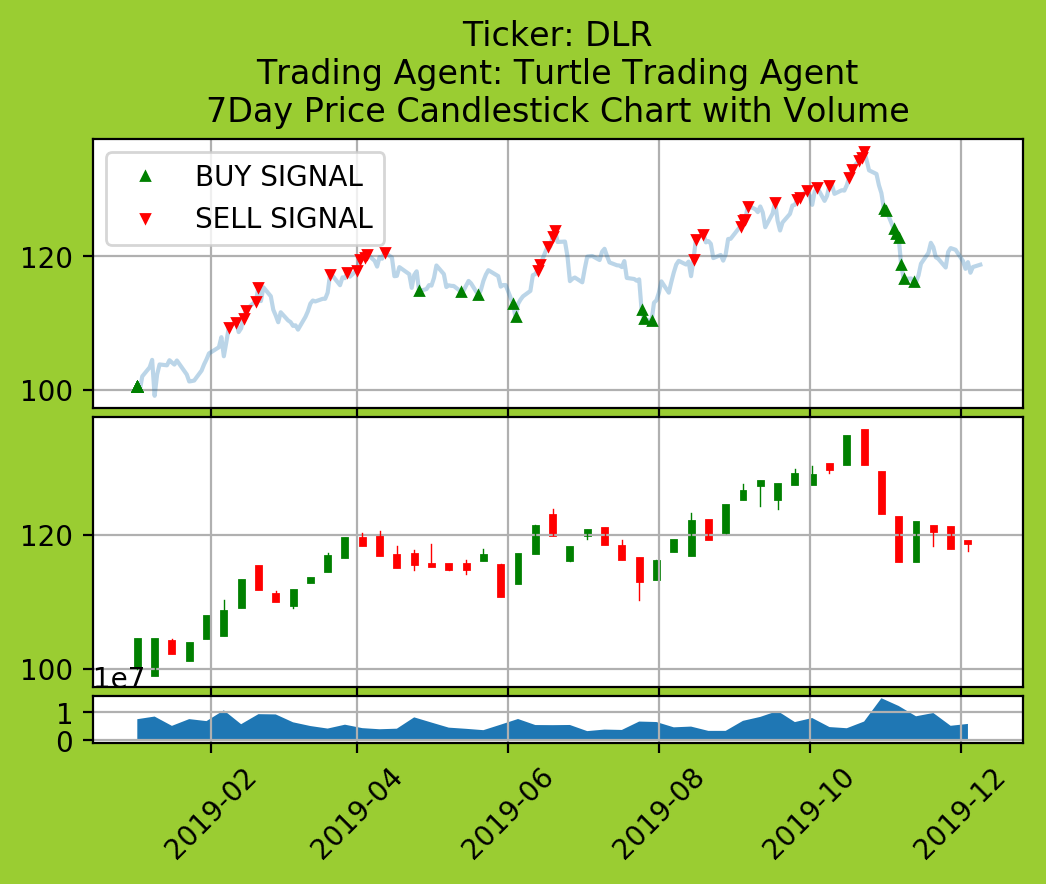 Ticker: DLR
Trading Agent: Turtle Trading Agent
7Day Price Candlestick Chart with Volume
BUY SIGNAL
SELL SIGNAL
120
100
120
100
1e7
1
0
2019-02
2019-04
2019-06
2019-08
2019-10
2019-12